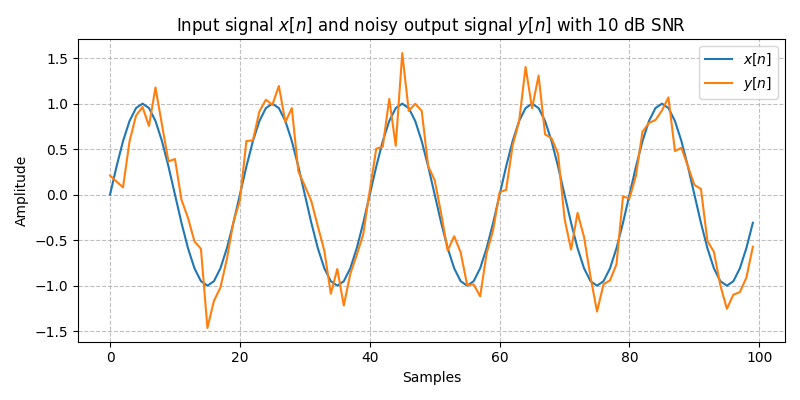 Input signal x[n] and noisy output signal y[n] with 10 dB SNR
x[n]
y[n]
Amplitude
1.5
1.0
0.5
0.0
−0.5
−1.0
−1.5
0 20 40 60 80 100
Samples